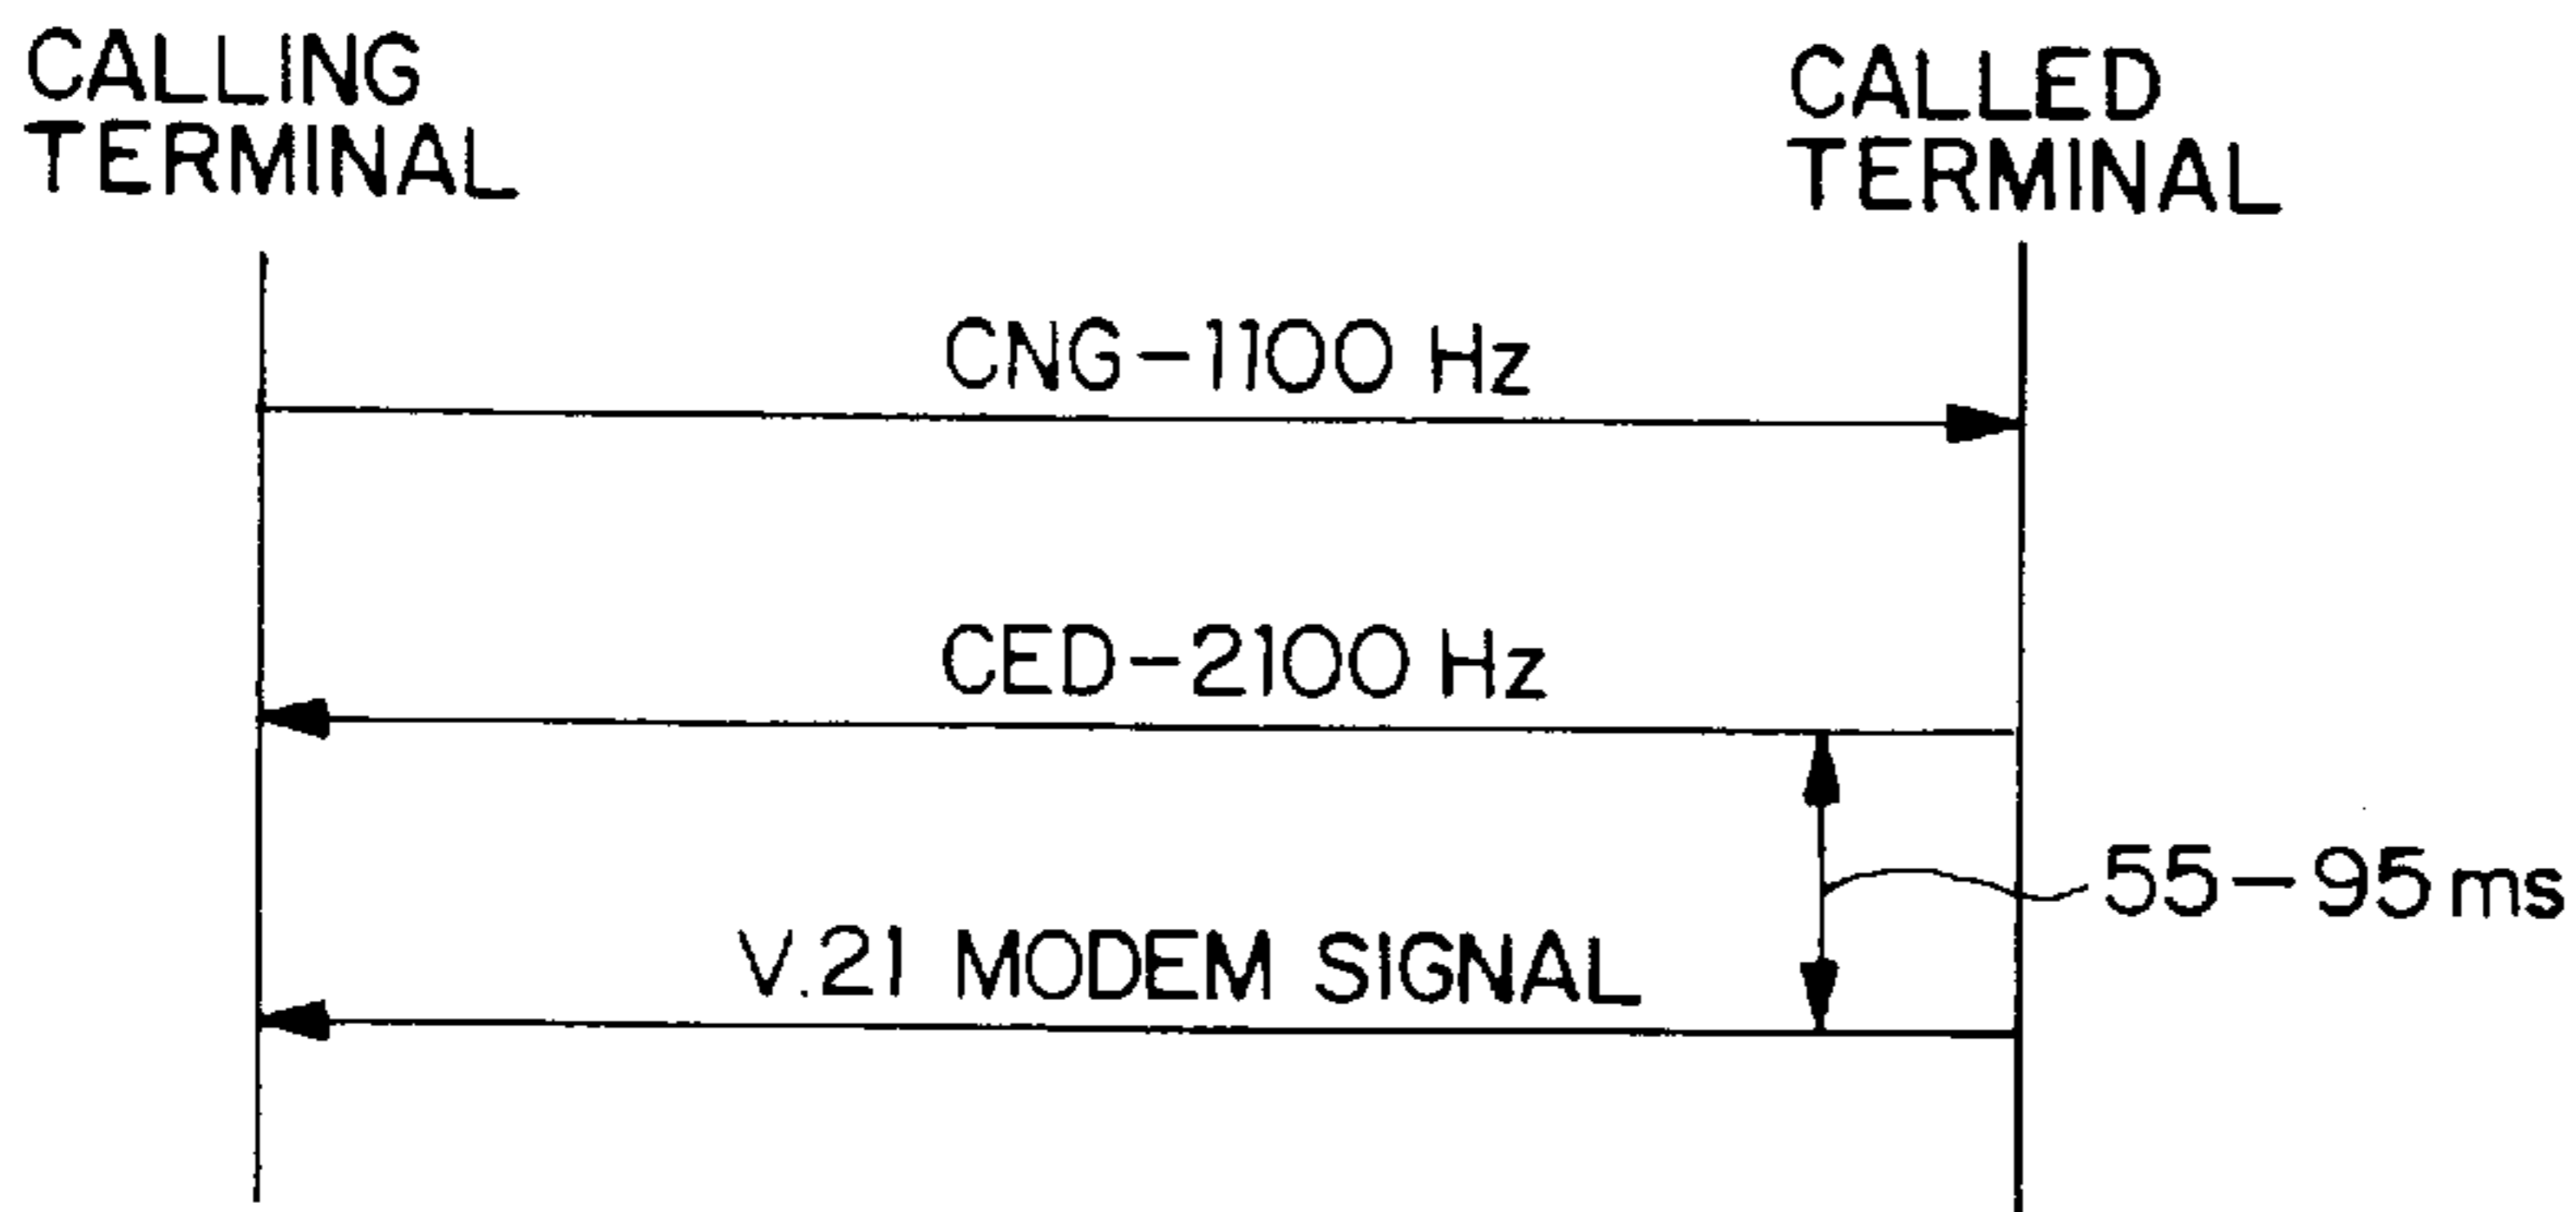 CALLING
TERMINAL
CALLED
TERMINAL
CNG-1100 Hz
CED-2100 Hz
55-95 ms
V.21 MODEM SIGNAL